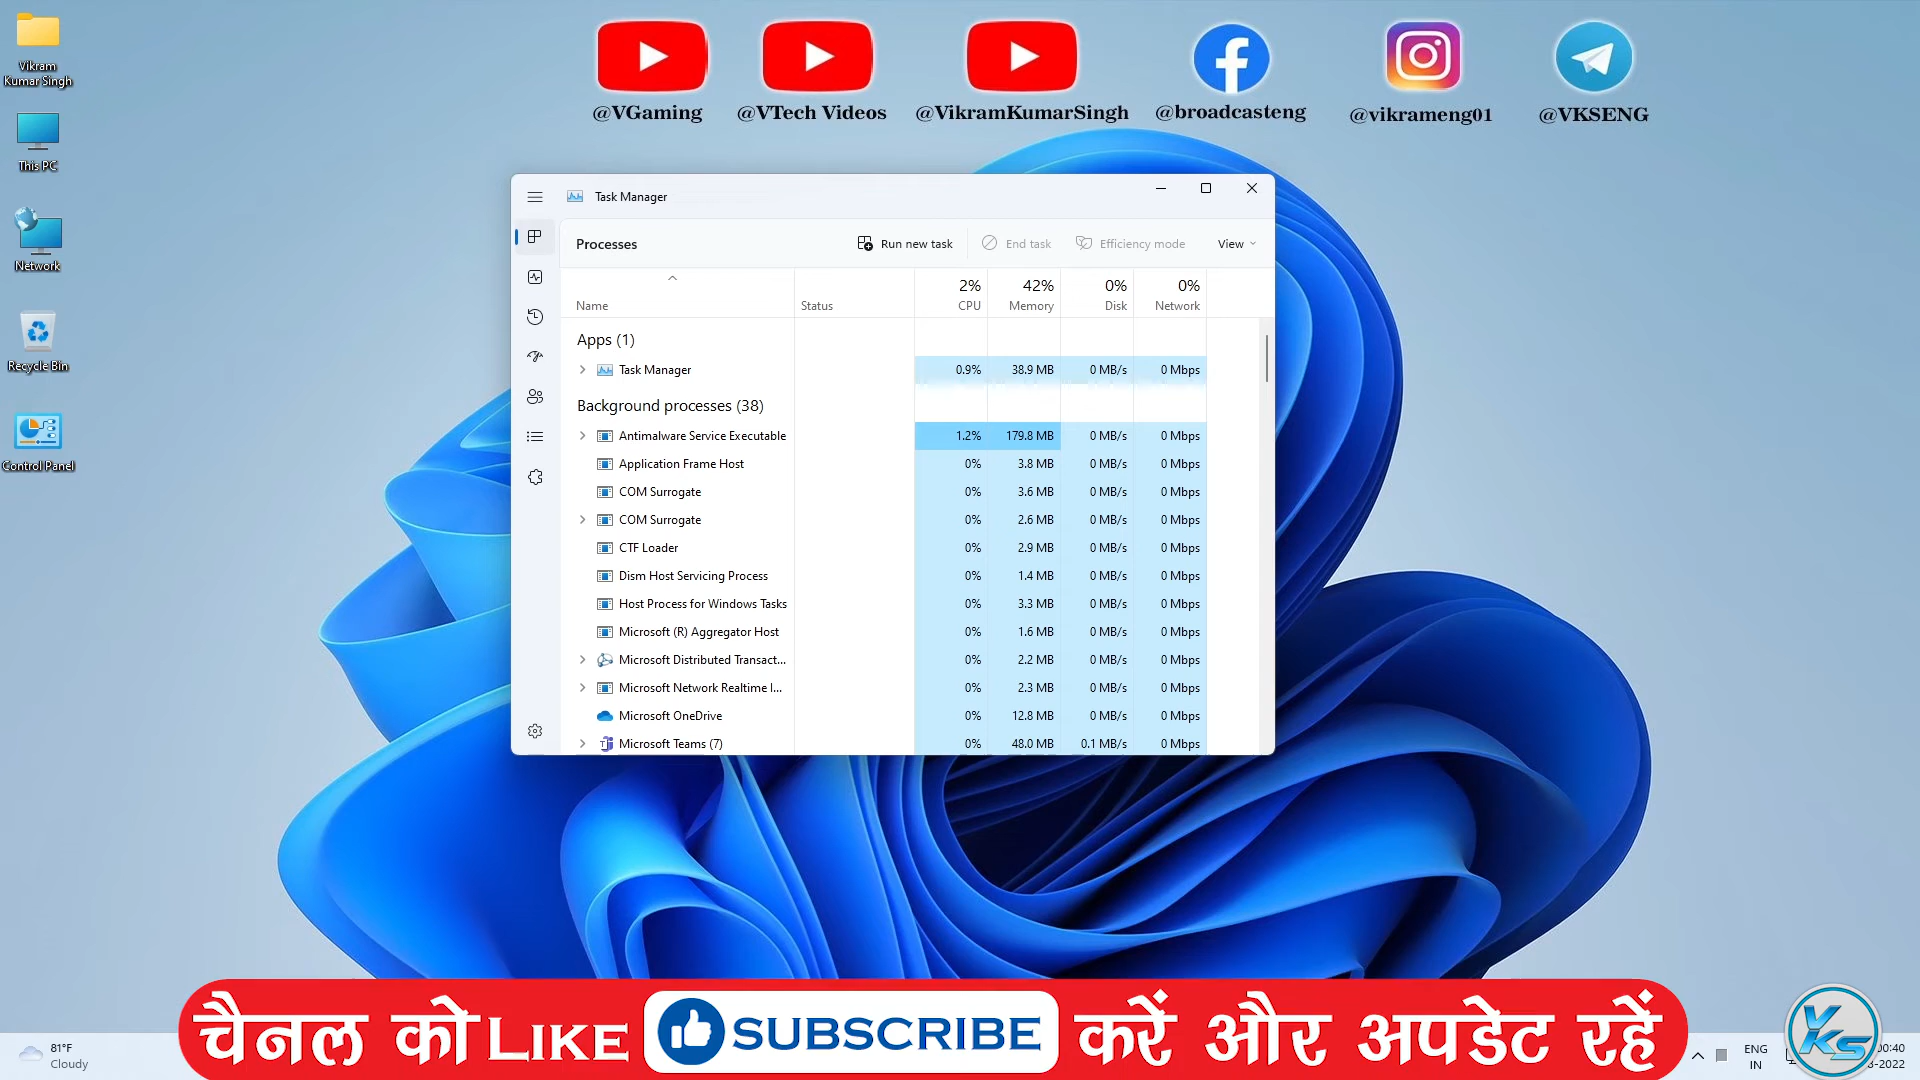 Vikram
Kumar Singh
This PC
Network
Recycle Bin
Control Panel
@VGaming
@VTech Videos
@VikramKumarSingh
@broadcasteng
@vikrameng01
@VKSENG
Task Manager
Processes
Run new task
End task
Efficiency mode
View
2% 42% 0% 0%
Name Status CPU Memory Disk Network
Apps (1)
Task Manager 0.9% 38.9 MB 0 MB/s 0 Mbps
Background processes (38)
Antimalware Service Executable 1.2% 179.8 MB 0 MB/s 0 Mbps
Application Frame Host 0% 3.8 MB 0 MB/s 0 Mbps
COM Surrogate 0% 3.6 MB 0 MB/s 0 Mbps
COM Surrogate 0% 2.6 MB 0 MB/s 0 Mbps
CTF Loader 0% 2.9 MB 0 MB/s 0 Mbps
Dism Host Servicing Process 0% 1.4 MB 0 MB/s 0 Mbps
Host Process for Windows Tasks 0% 3.3 MB 0 MB/s 0 Mbps
Microsoft (R) Aggregator Host 0% 1.6 MB 0 MB/s 0 Mbps
Microsoft Distributed Transact... 0% 2.2 MB 0 MB/s 0 Mbps
Microsoft Network Realtime I... 0% 2.3 MB 0 MB/s 0 Mbps
Microsoft OneDrive 0% 12.8 MB 0 MB/s 0 Mbps
Microsoft Teams (7) 0% 48.0 MB 0.1 MB/s 0 Mbps
चैनल को LIKE SUBSCRIBE करें और अपडेट रहें
81°F
Cloudy
ENG
IN
VKS